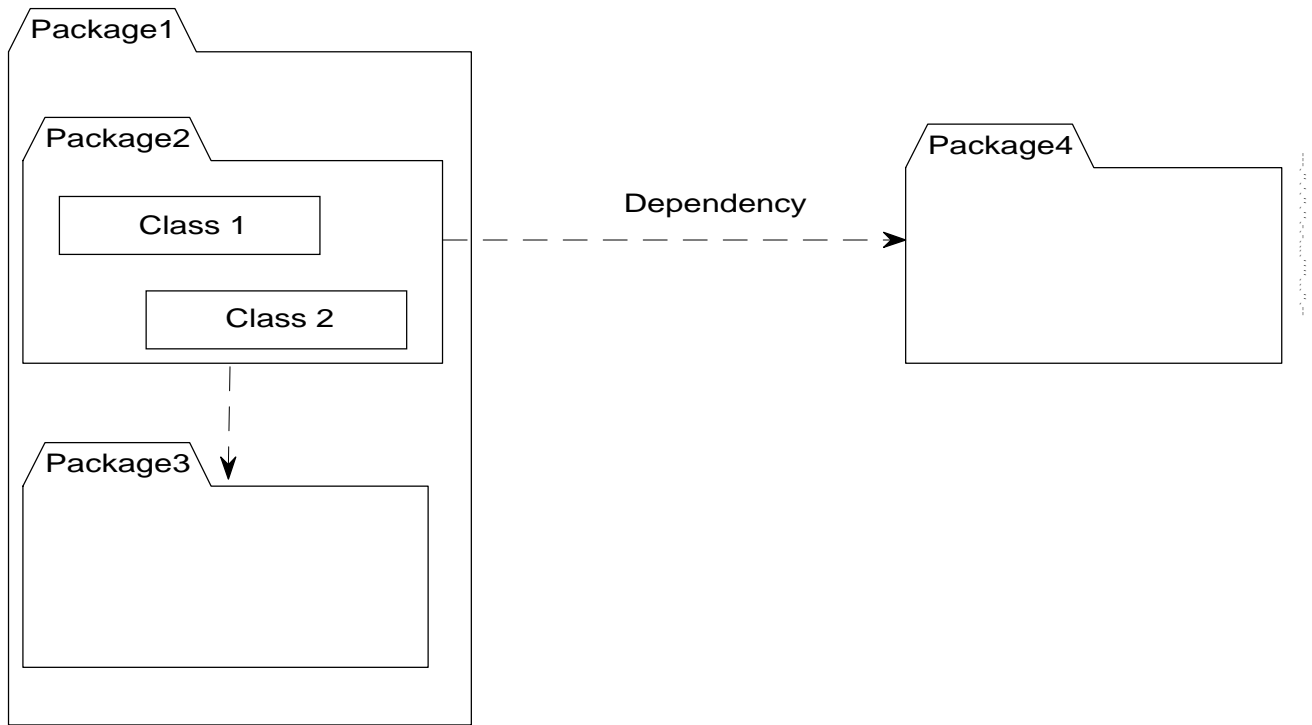 Package1
Package2
Class 1
Class 2
Package3
Dependency
Package4